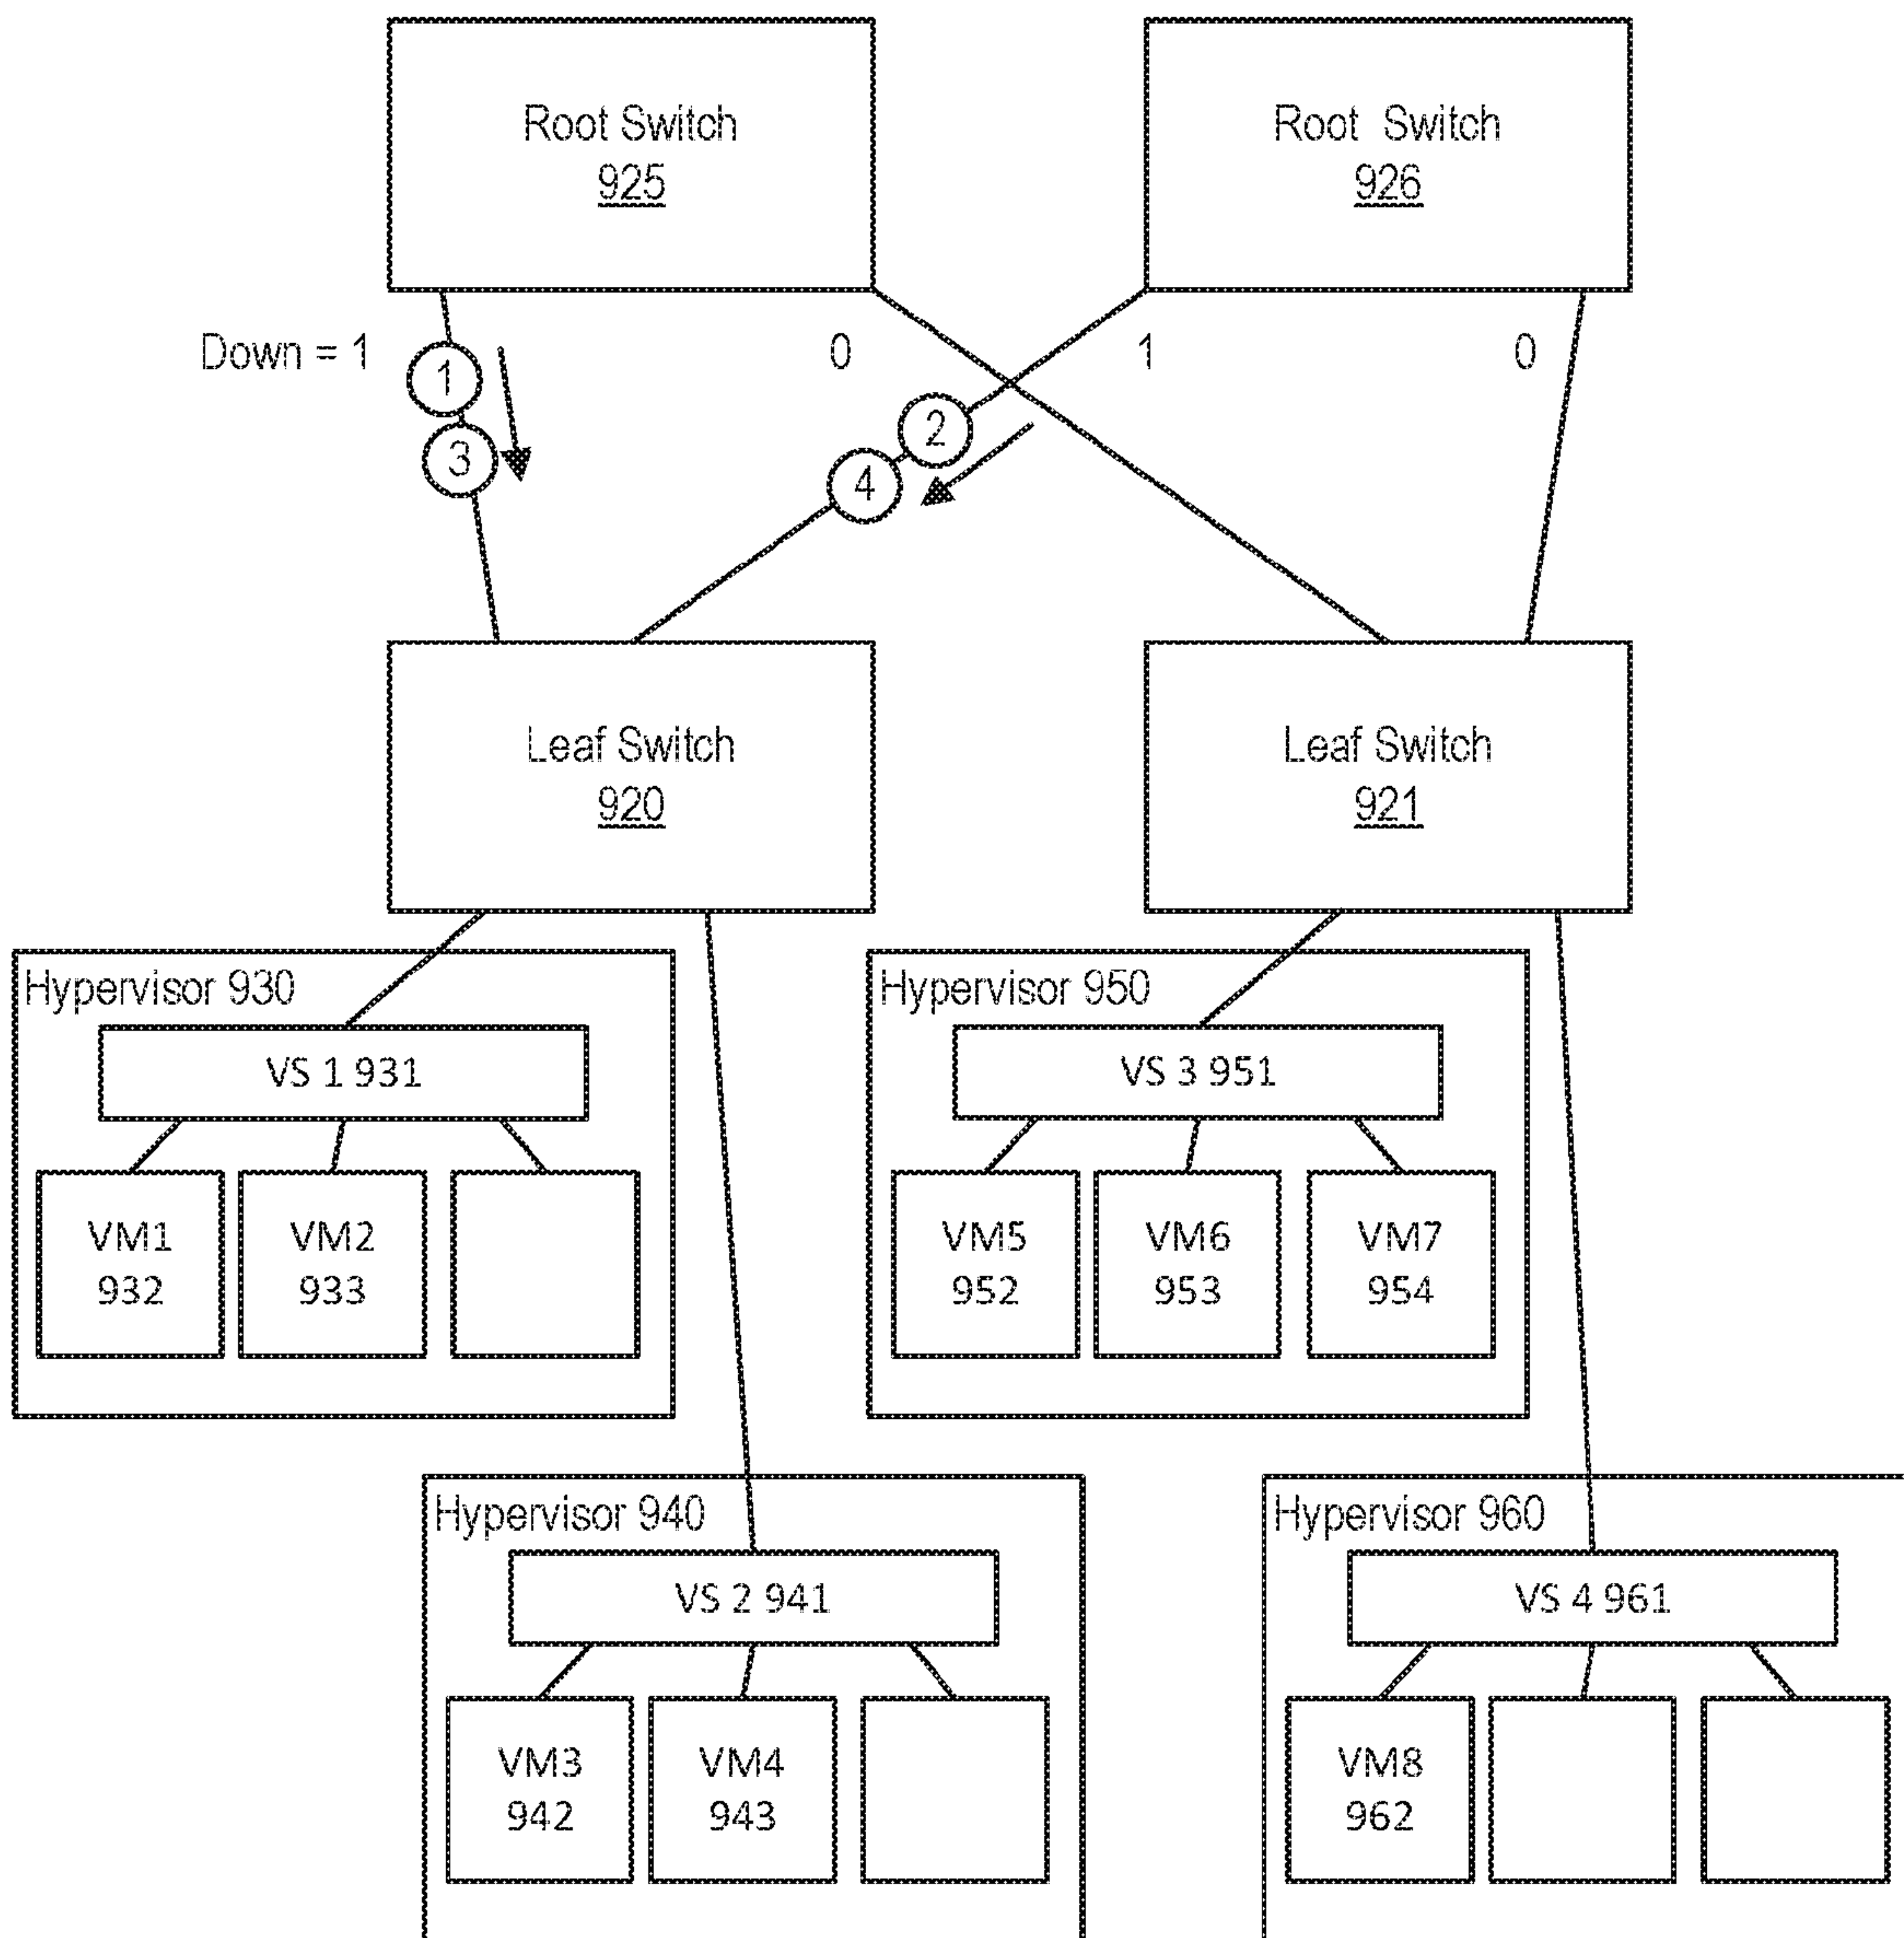 Root Switch
925
Root Switch
926
Down = 1
0
1
0
1
3
2
4
Leaf Switch
920
Leaf Switch
921
Hypervisor 930
VS 1 931
VM1
932
VM2
933
Hypervisor 950
VS 3 951
VM5
952
VM6
953
VM7
954
Hypervisor 940
VS 2 941
VM3
942
VM4
943
Hypervisor 960
VS 4 961
VM8
962